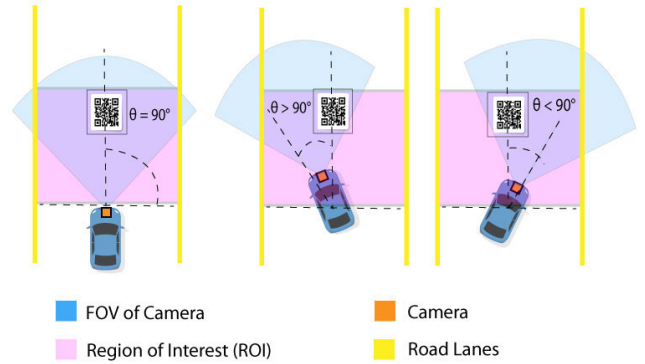 θ = 90°
θ > 90°
θ < 90°
FOV of Camera
Camera
Region of Interest (ROI)
Road Lanes